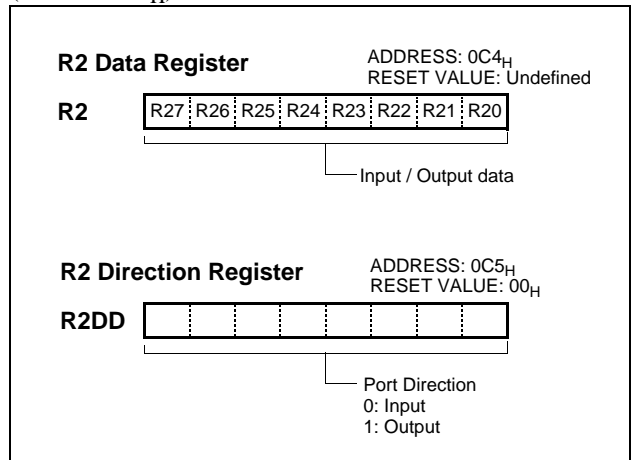 R2 Data Register
ADDRESS: 0C4H
RESET VALUE: Undefined
R2
R27 R26 R25 R24 R23 R22 R21 R20
Input / Output data
R2 Direction Register
ADDRESS: 0C5H
RESET VALUE: 00H
R2DD
Port Direction
0: Input
1: Output